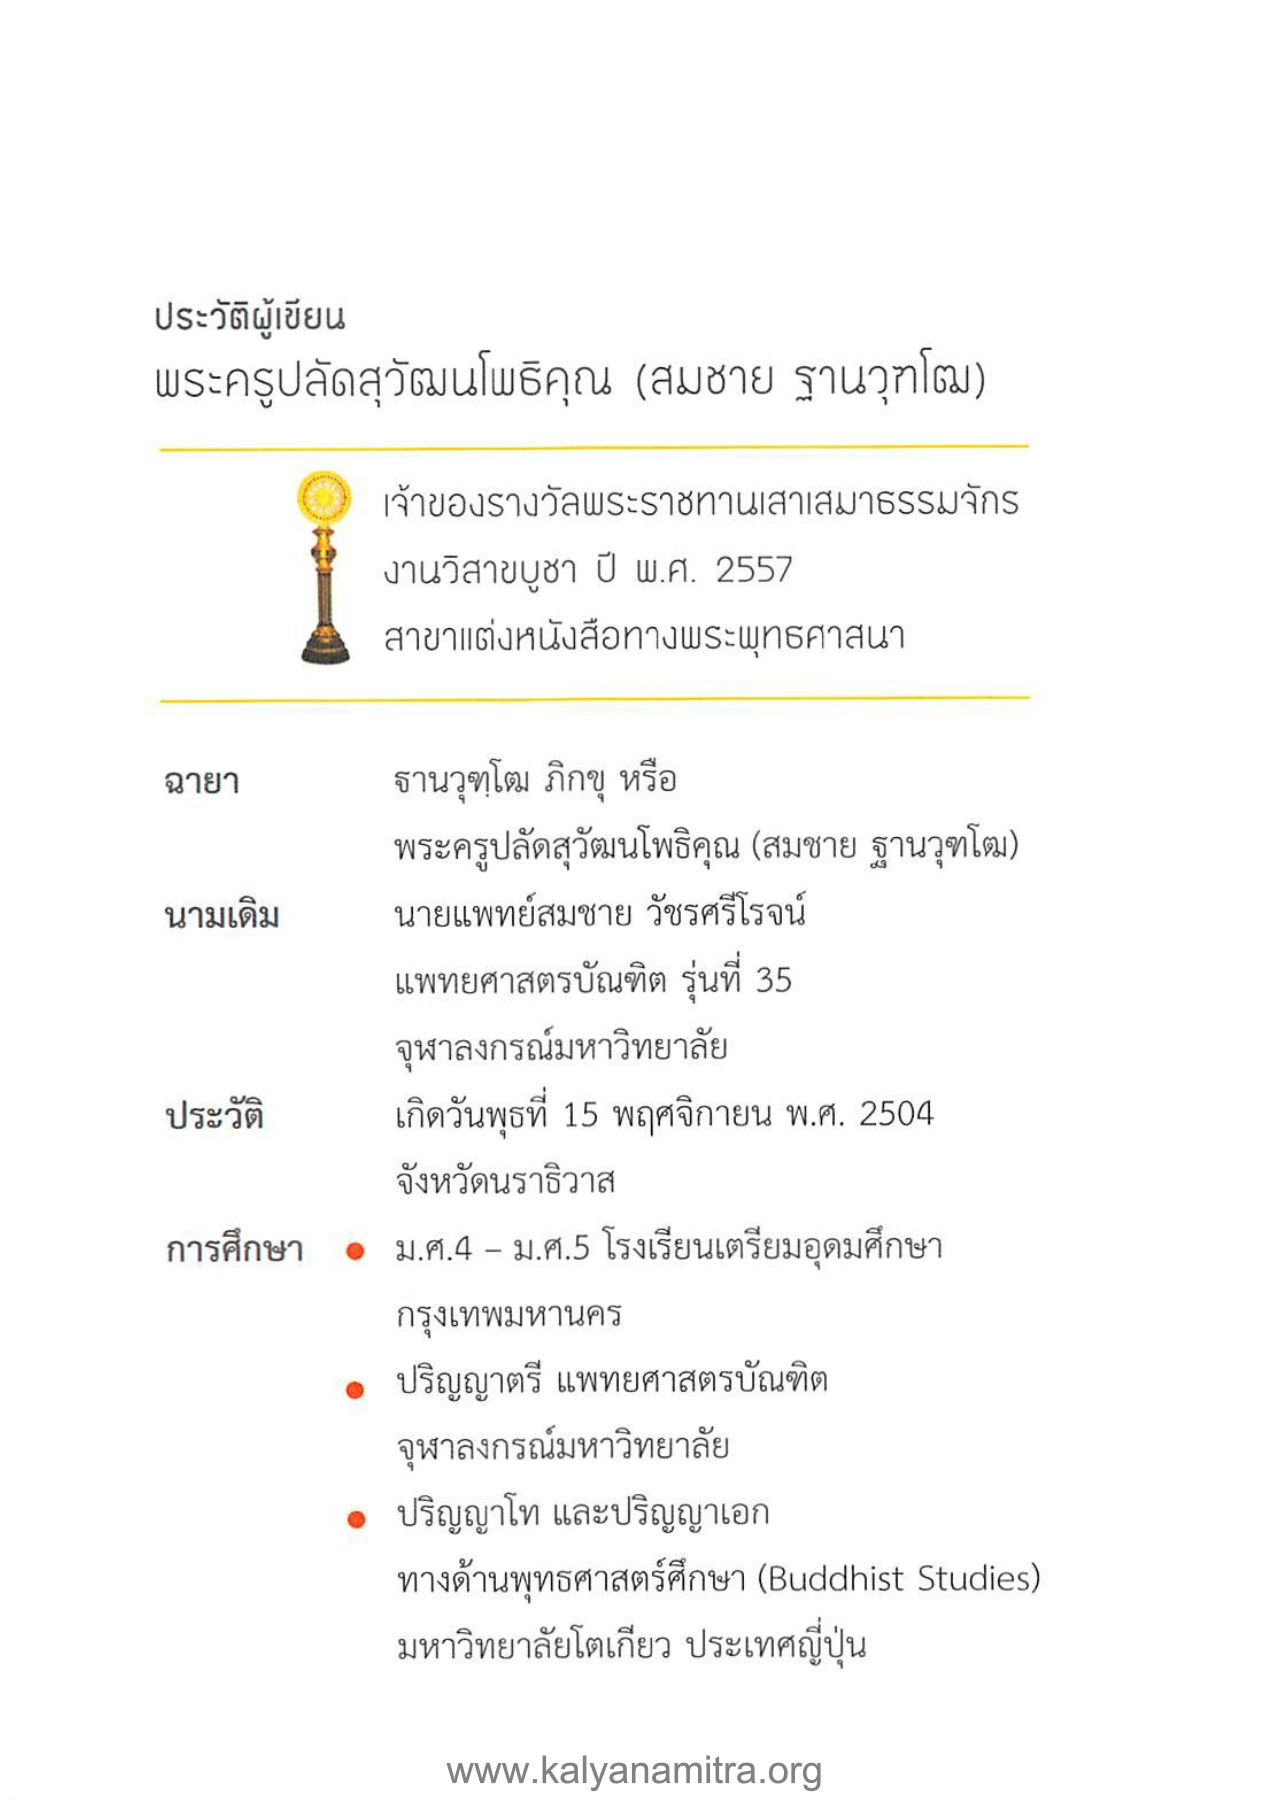 ประวัติผู้เขียน
พระครูปลัดสุวัฒนโพธิคุณ (สมชาย ฐานวุฑโฒ)
เจ้าของรางวัลพระราชทานเสาเสมาธรรมจักร
งานวิสาขบูชา ปี พ.ศ. 2557
สาขาแต่งหนังสือทางพระพุทธศาสนา
ฉายา ธานวุฑฺโฒ ภิกขุ หรือ
พระครูปลัดสุวัฒนโพธิคุณ (สมชาย ฐานวุฑโฒ)
นามเดิม นายแพทย์สมชาย วัชรศรีโรจน์
แพทยศาสตรบัณฑิต รุ่นที่ 35
จุฬาลงกรณ์มหาวิทยาลัย
ประวัติ เกิดวันพุธที่ 15 พฤศจิกายน พ.ศ. 2504
จังหวัดนราธิวาส
การศึกษา ● ม.ศ.4 – ม.ศ.5 โรงเรียนเตรียมอุดมศึกษา
กรุงเทพมหานคร
● ปริญญาตรี แพทยศาสตรบัณฑิต
จุฬาลงกรณ์มหาวิทยาลัย
● ปริญญาโท และปริญญาเอก
ทางด้านพุทธศาสตร์ศึกษา (Buddhist Studies)
มหาวิทยาลัยโตเกียว ประเทศญี่ปุ่น
www.kalyanamitra.org